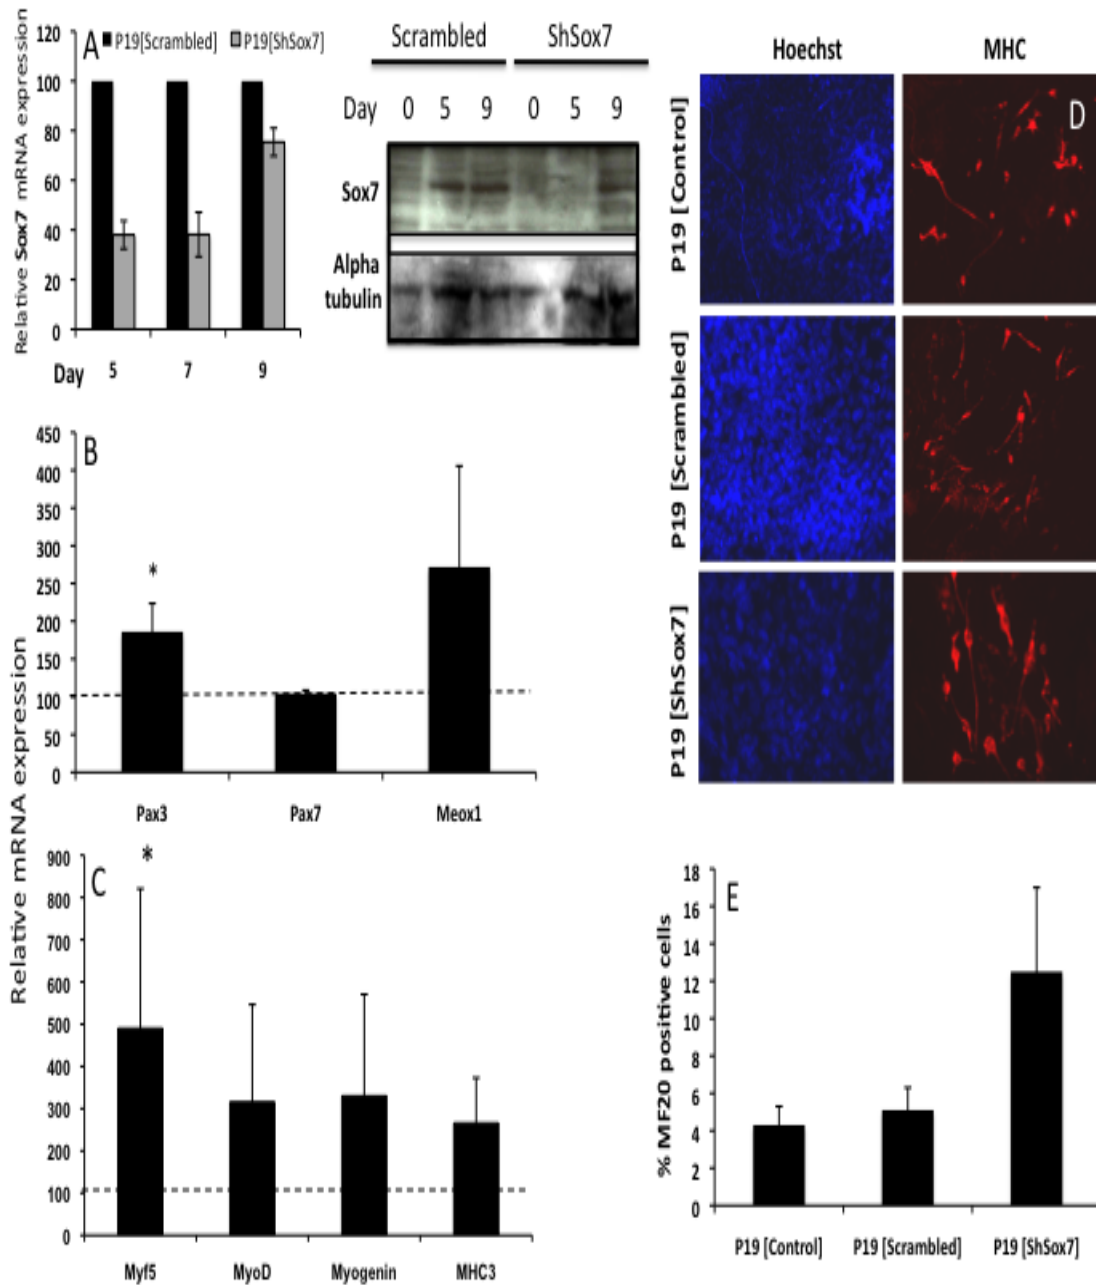 A
P19[Scrambled] P19[ShSox7]
Relative Sox7 mRNA expression
120
100
80
60
40
20
0
Day 5 7 9
Scrambled ShSox7
Day 0 5 9 0 5 9
Sox7
Alpha
tubulin
Hoechst MHC
D
P19 [Control]
P19 [Scrambled]
P19 [ShSox7]
Relative mRNA expression
B
450
400
350
300
250
200
150
100
50
0
*
Pax3 Pax7 Meox1
C
900
800
700
600
500
400
300
200
100
0
*
Myf5 MyoD Myogenin MHC3
E
% MF20 positive cells
18
16
14
12
10
8
6
4
2
0
P19 [Control] P19 [Scrambled] P19 [ShSox7]